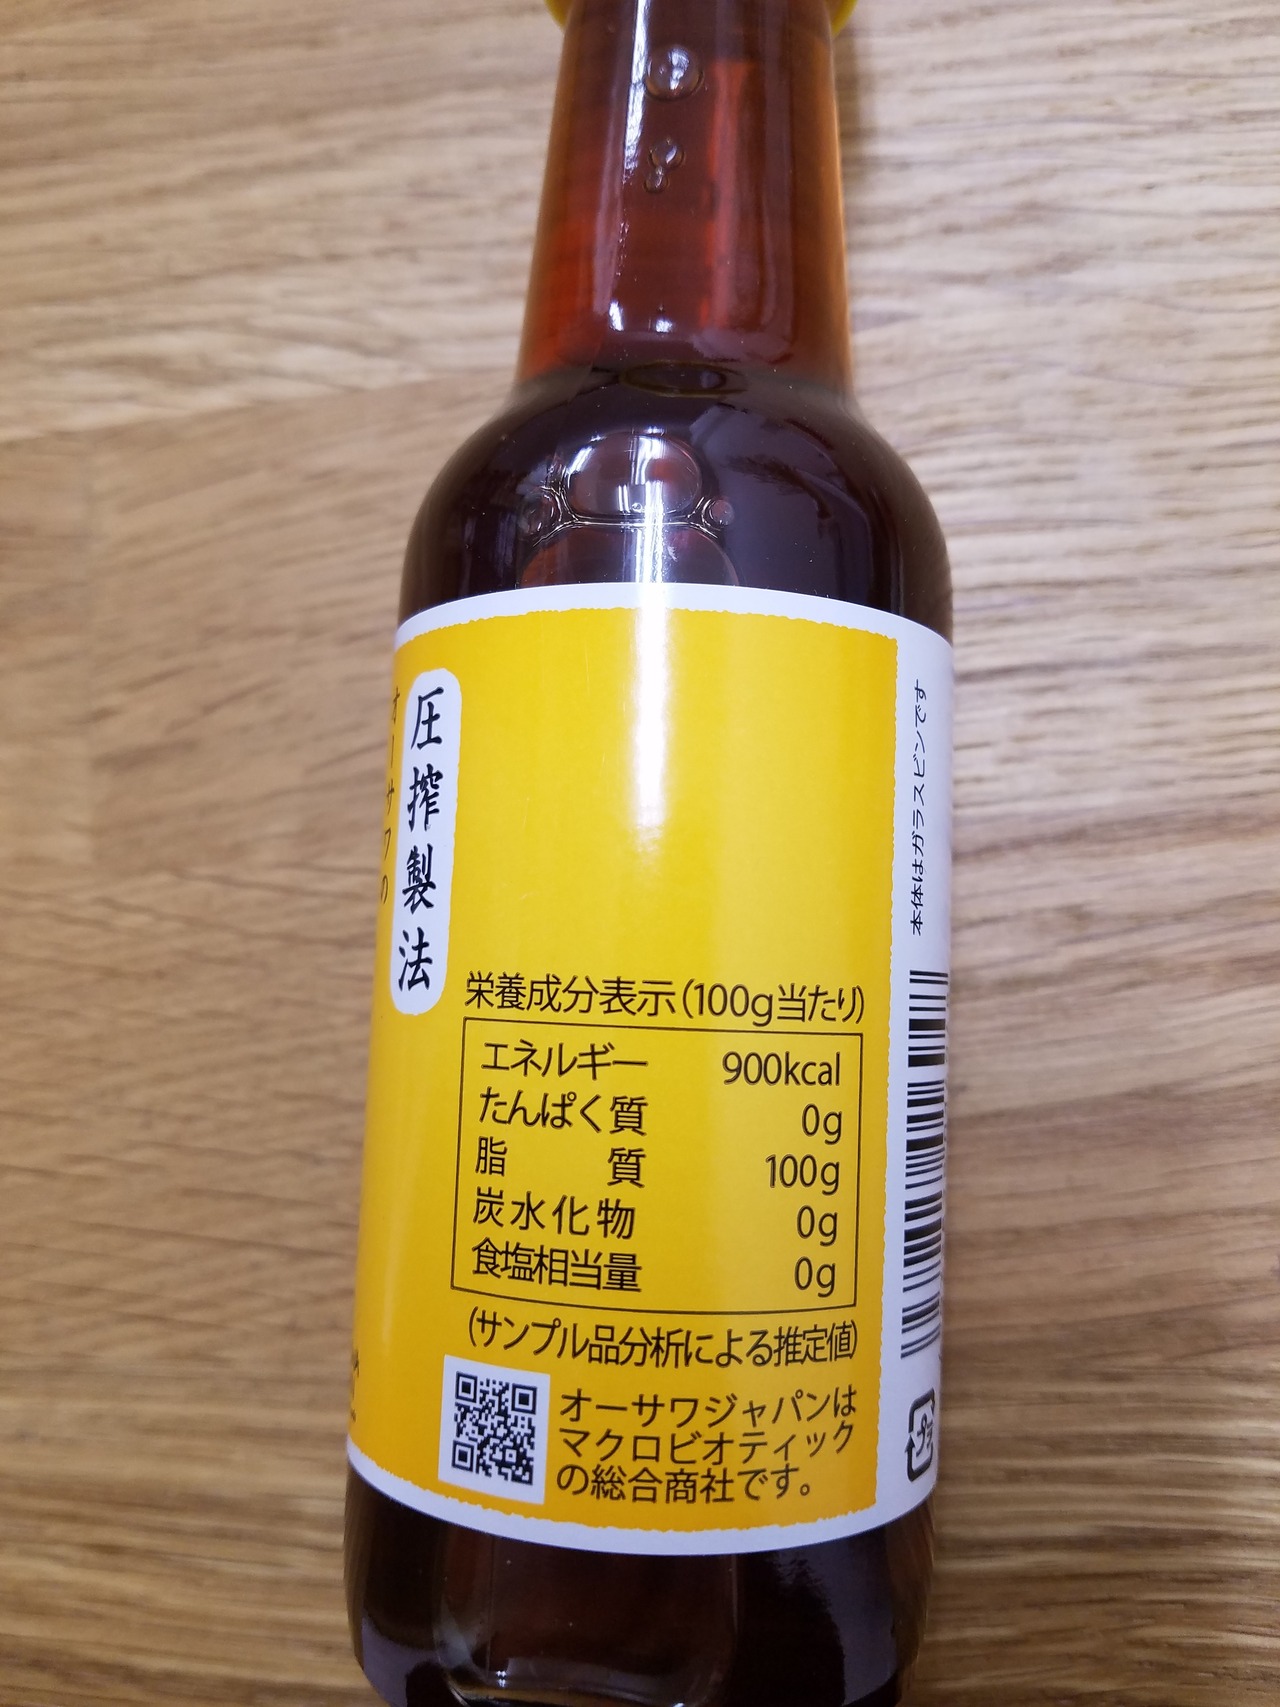 圧搾製法
オーサワの
栄養成分表示(100g当たり)
エネルギー 900kcal
たんぱく質 0g
脂質 100g
炭水化物 0g
食塩相当量 0g
(サンプル品分析による推定値)
オーサワジャパンは
マクロビオティック
の総合商社です。
本体はガラスビンです
プラ